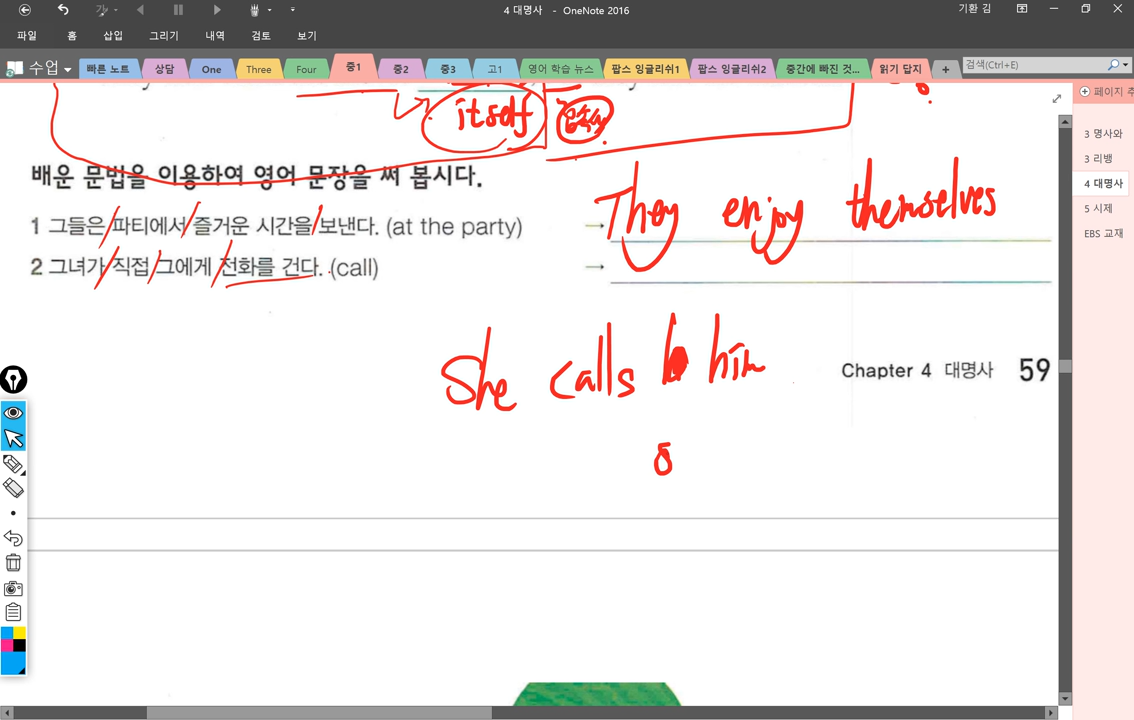 4 대명사 - OneNote 2016
기환 김
파일 홈 삽입 그리기 내역 검토 보기
수업 빠른 노트 상담 One Three Four 중1 중2 중3 고1 영어 학습 뉴스 팝스 잉글리쉬1 팝스 잉글리쉬2 중간에 빠진 것... 읽기 답지 + 검색(Ctrl+E)
페이지 추
3 명사와
3 리뱅
4 대명사
5 시제
EBS 교재
itself
배운 문법을 이용하여 영어 문장을 써 봅시다.
1 그들은 파티에서 즐거운 시간을 보낸다. (at the party) → They enjoy themselves
2 그녀가 직접 그에게 전화를 건다. (call) →
She calls him
Chapter 4 대명사 59